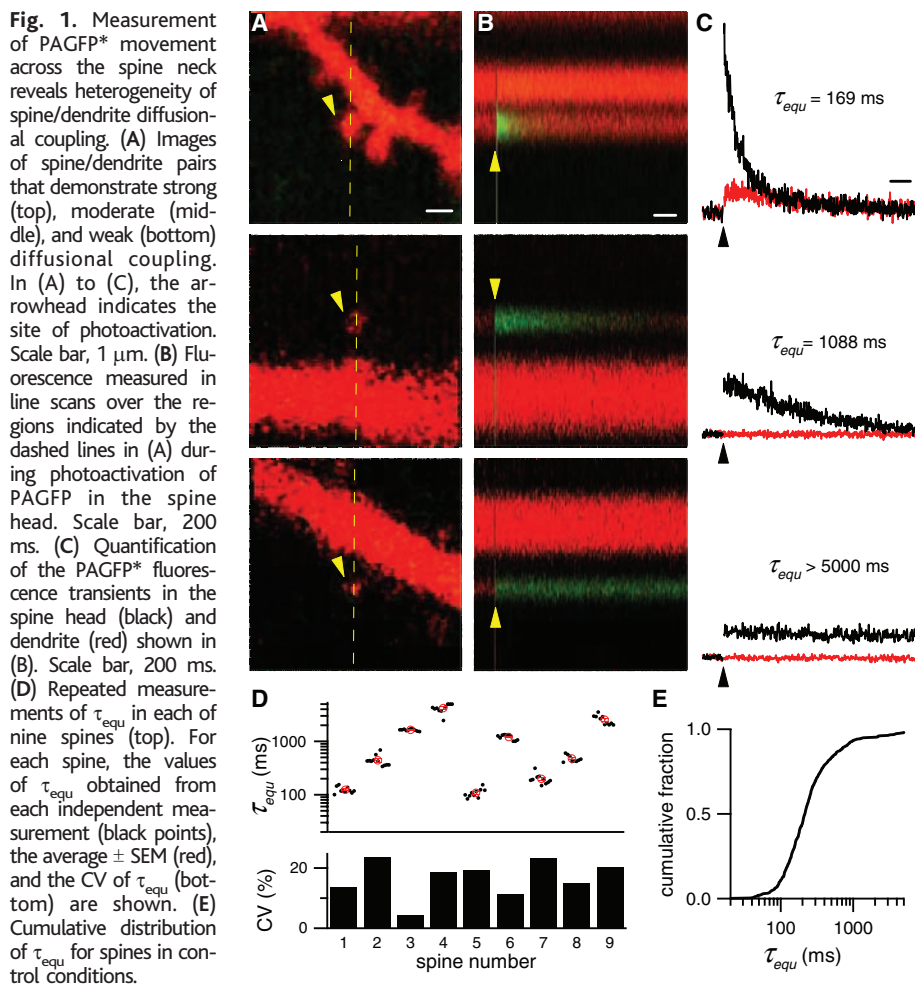 Fig. 1. Measurement
of PAGFP* movement
across the spine neck
reveals heterogeneity of
spine/dendrite diffusion-
al coupling. (A) Images
of spine/dendrite pairs
that demonstrate strong
(top), moderate (mid-
dle), and weak (bottom)
diffusional coupling.
In (A) to (C), the ar-
rowhead indicates the
site of photoactivation.
Scale bar, 1 μm. (B) Flu-
orescence measured in
line scans over the re-
gions indicated by the
dashed lines in (A) dur-
ing photoactivation of
PAGFP in the spine
head. Scale bar, 200
ms. (C) Quantification
of the PAGFP* fluores-
cence transients in the
spine head (black) and
dendrite (red) shown in
(B). Scale bar, 200 ms.
(D) Repeated measure-
ments of τequ in each of
nine spines (top). For
each spine, the values
of τequ obtained from
each independent mea-
surement (black points),
the average ± SEM (red),
and the CV of τequ (bot-
tom) are shown. (E)
Cumulative distribution
of τequ for spines in con-
trol conditions.
A
B
C
τequ = 169 ms
τequ = 1088 ms
τequ > 5000 ms
D
τequ (ms)
1000
100
CV (%)
20
0
1 2 3 4 5 6 7 8 9
spine number
E
cumulative fraction
1.0
0.5
0.0
100 1000
τequ (ms)